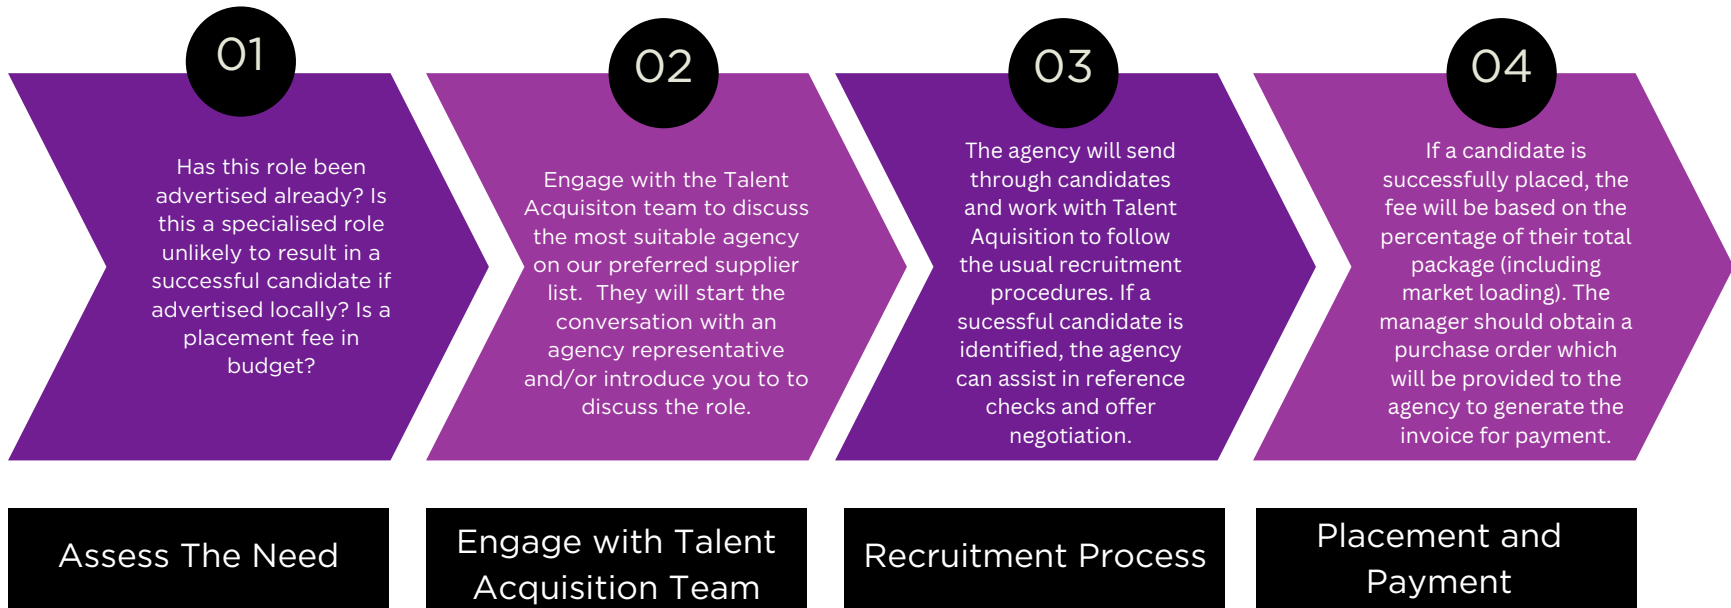 01
Has this role been
advertised already? Is
this a specialised role
unlikely to result in a
successful candidate if
advertised locally? Is a
placement fee in
budget?
02
Engage with the Talent
Acquisiton team to discuss
the most suitable agency
on our preferred supplier
list. They will start the
conversation with an
agency representative
and/or introduce you to to
discuss the role.
03
The agency will send
through candidates
and work with Talent
Aquisition to follow
the usual recruitment
procedures. If a
sucessful candidate is
identified, the agency
can assist in reference
checks and offer
negotiation.
04
If a candidate is
successfully placed, the
fee will be based on the
percentage of their total
package (including
market loading). The
manager should obtain a
purchase order which
will be provided to the
agency to generate the
invoice for payment.
Assess The Need
Engage with Talent
Acquisition Team
Recruitment Process
Placement and
Payment